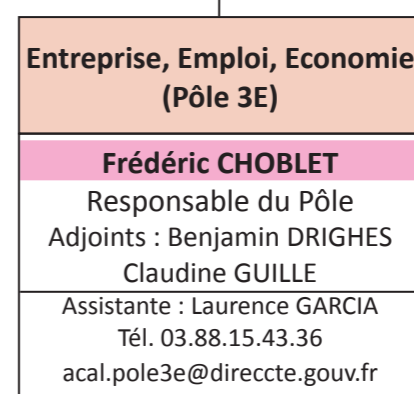 Entreprise, Emploi, Economie
(Pôle 3E)
Frédéric CHOBLET
Responsable du Pôle
Adjoints : Benjamin DRIGHES
Claudine GUILLE
Assistante : Laurence GARCIA
Tél. 03.88.15.43.36
acal.pole3e@direccte.gouv.fr